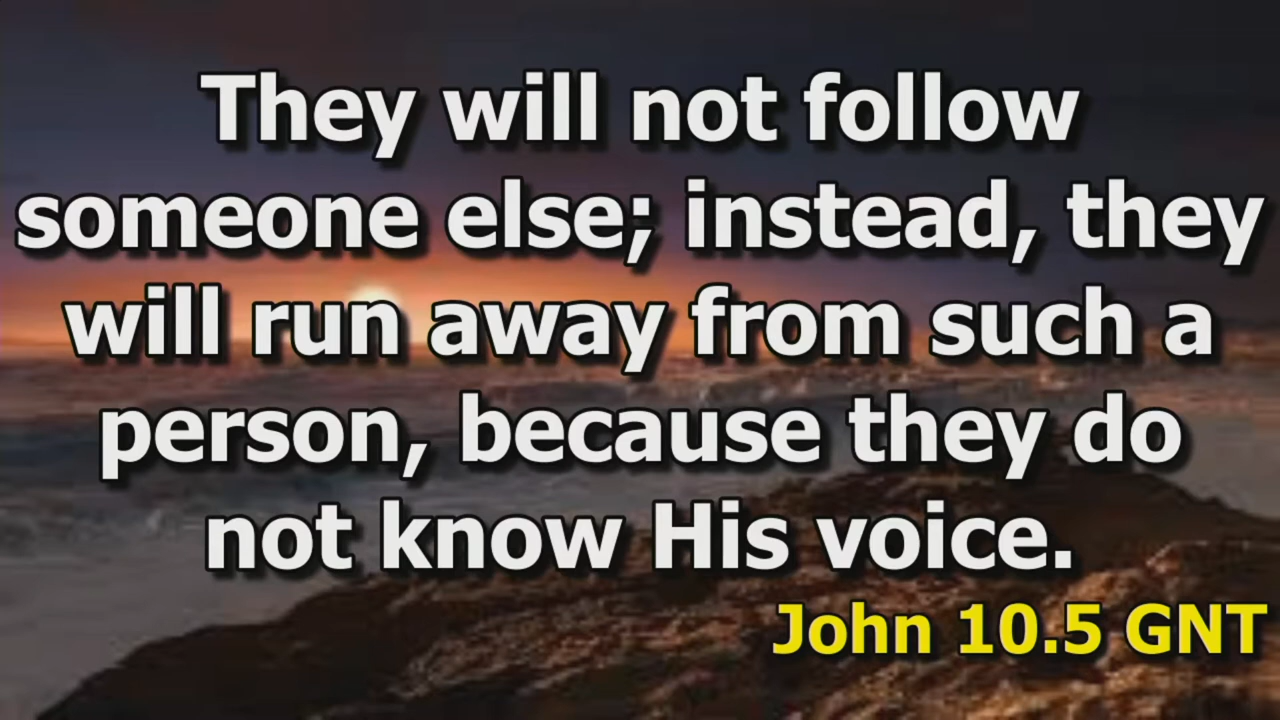 They will not follow
someone else; instead, they
will run away from such a
person, because they do
not know His voice.
John 10.5 GNT